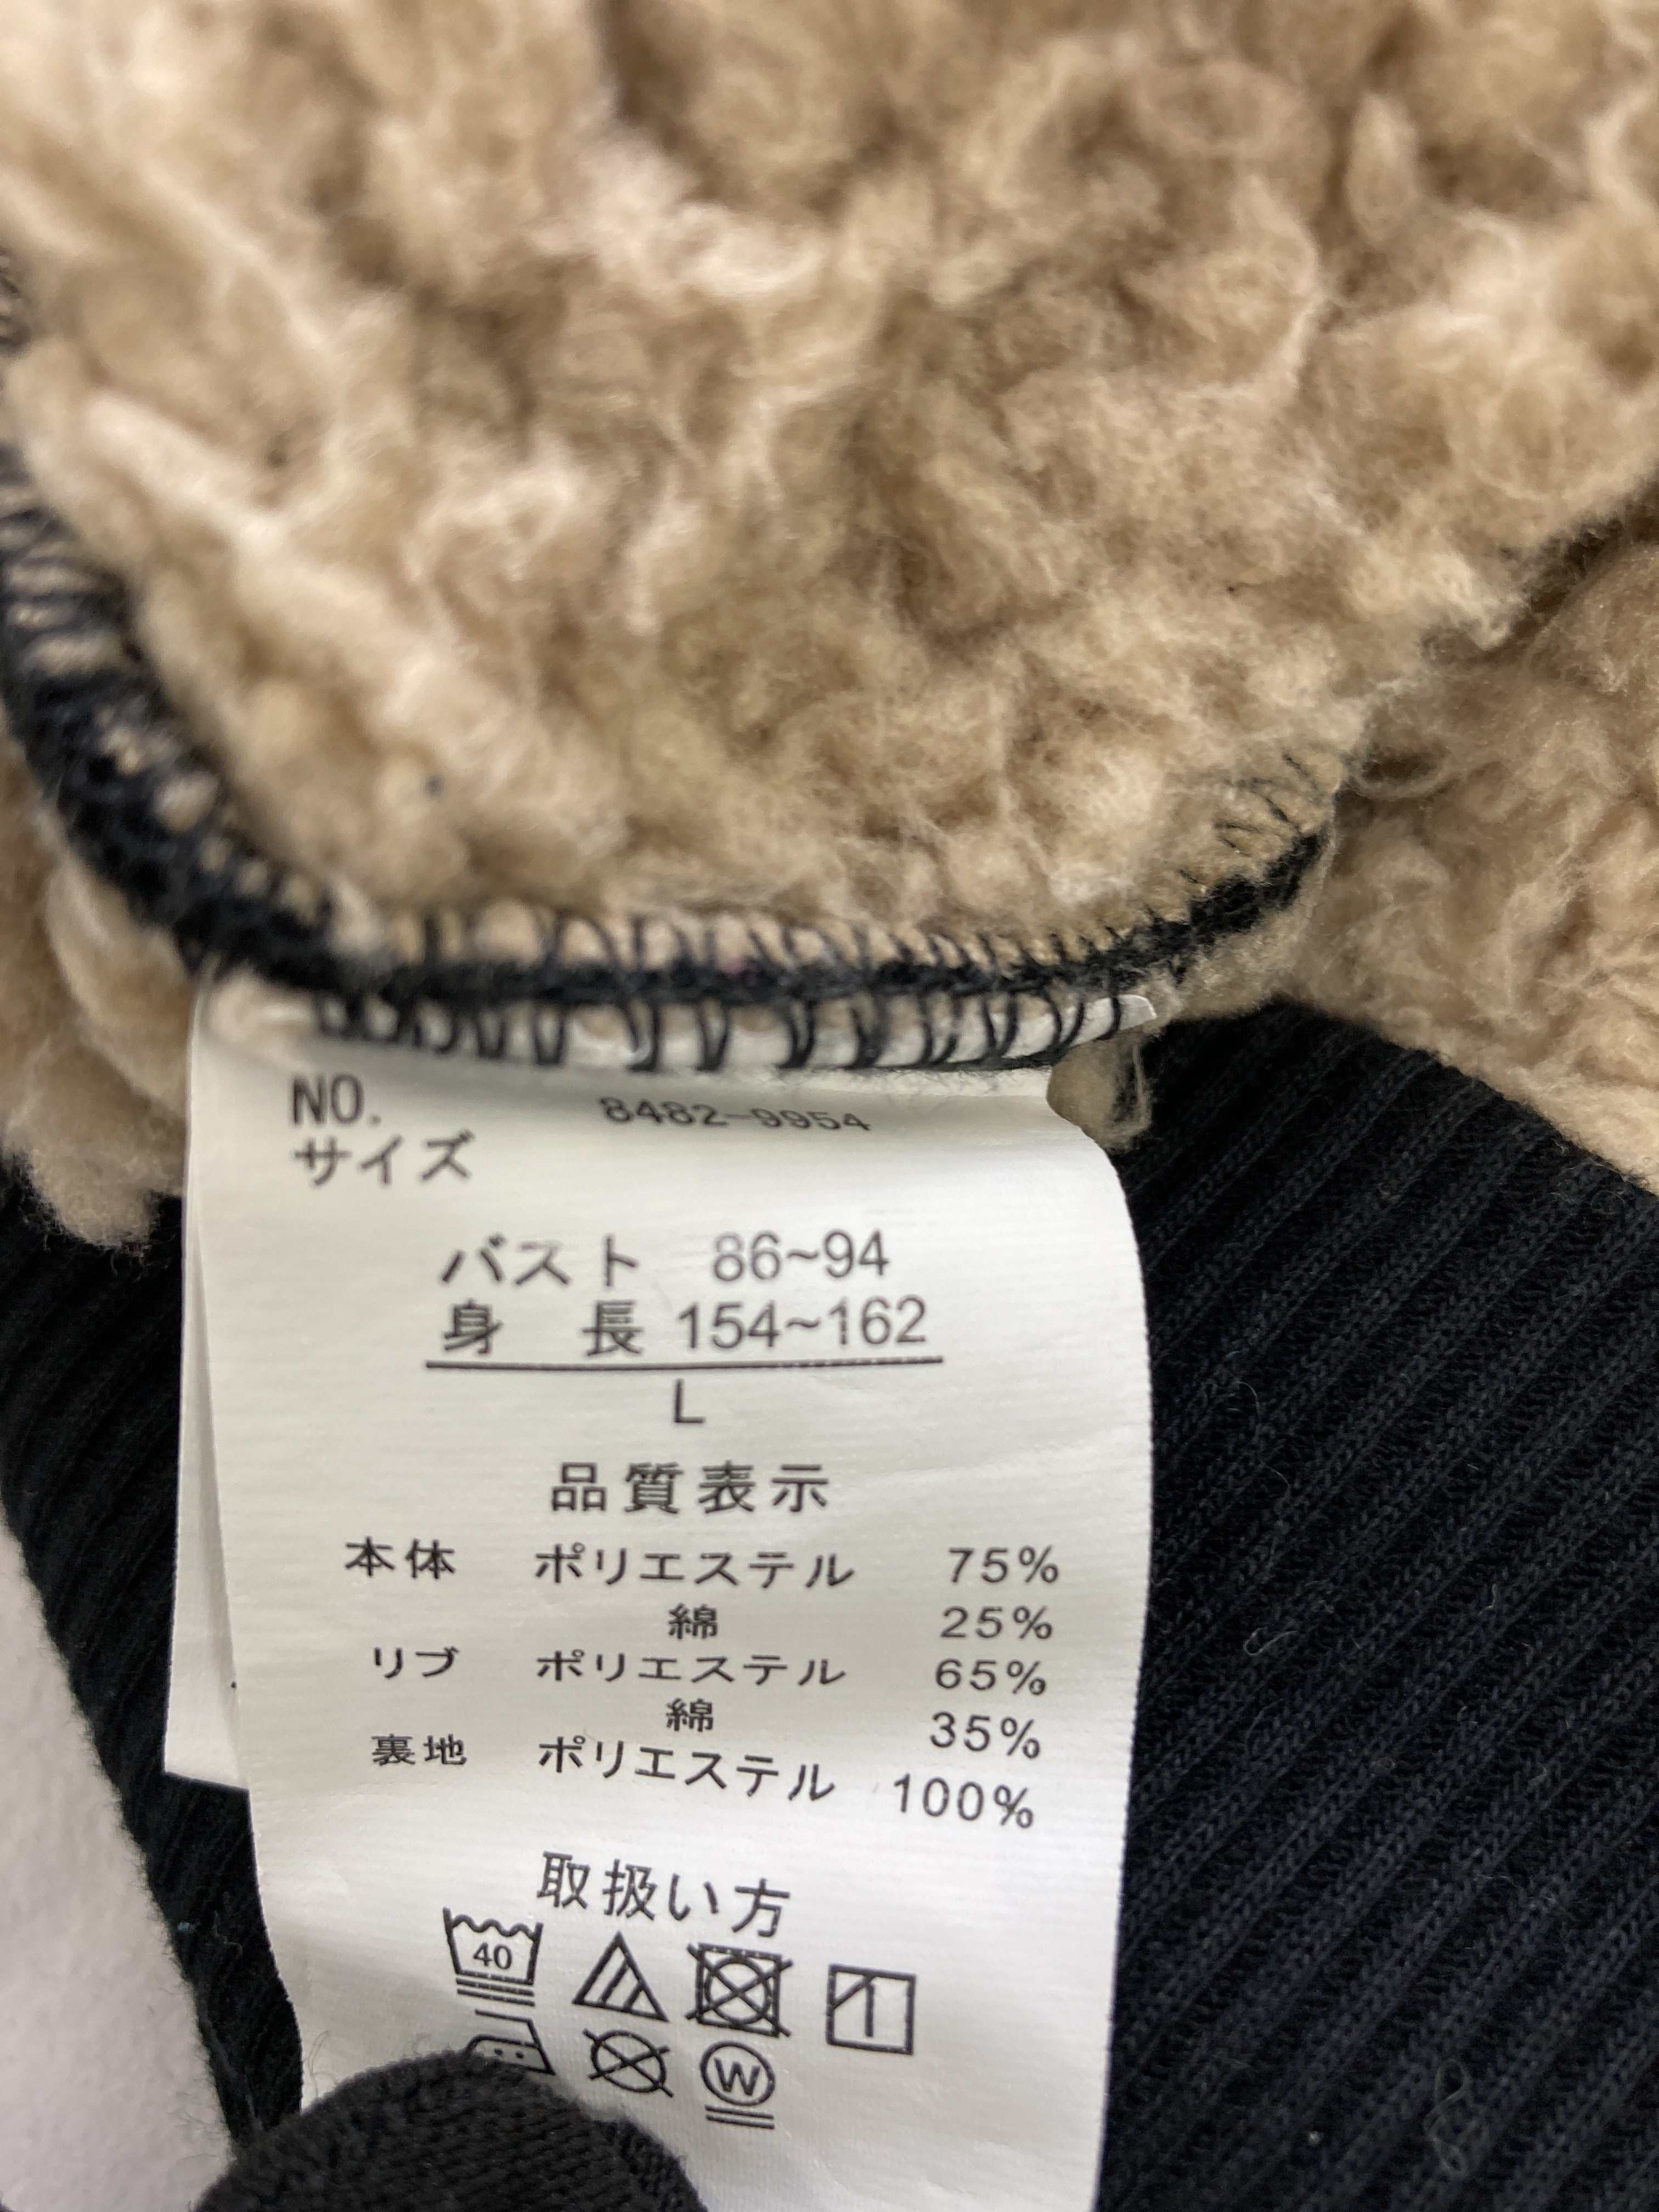 NO. 8482-9954
サイズ
バスト 86~94
身 長 154~162
L
品質表示
本体 ポリエステル 75%
綿 25%
リブ ポリエステル 65%
綿 35%
裏地 ポリエステル 100%
取扱い方
40
W